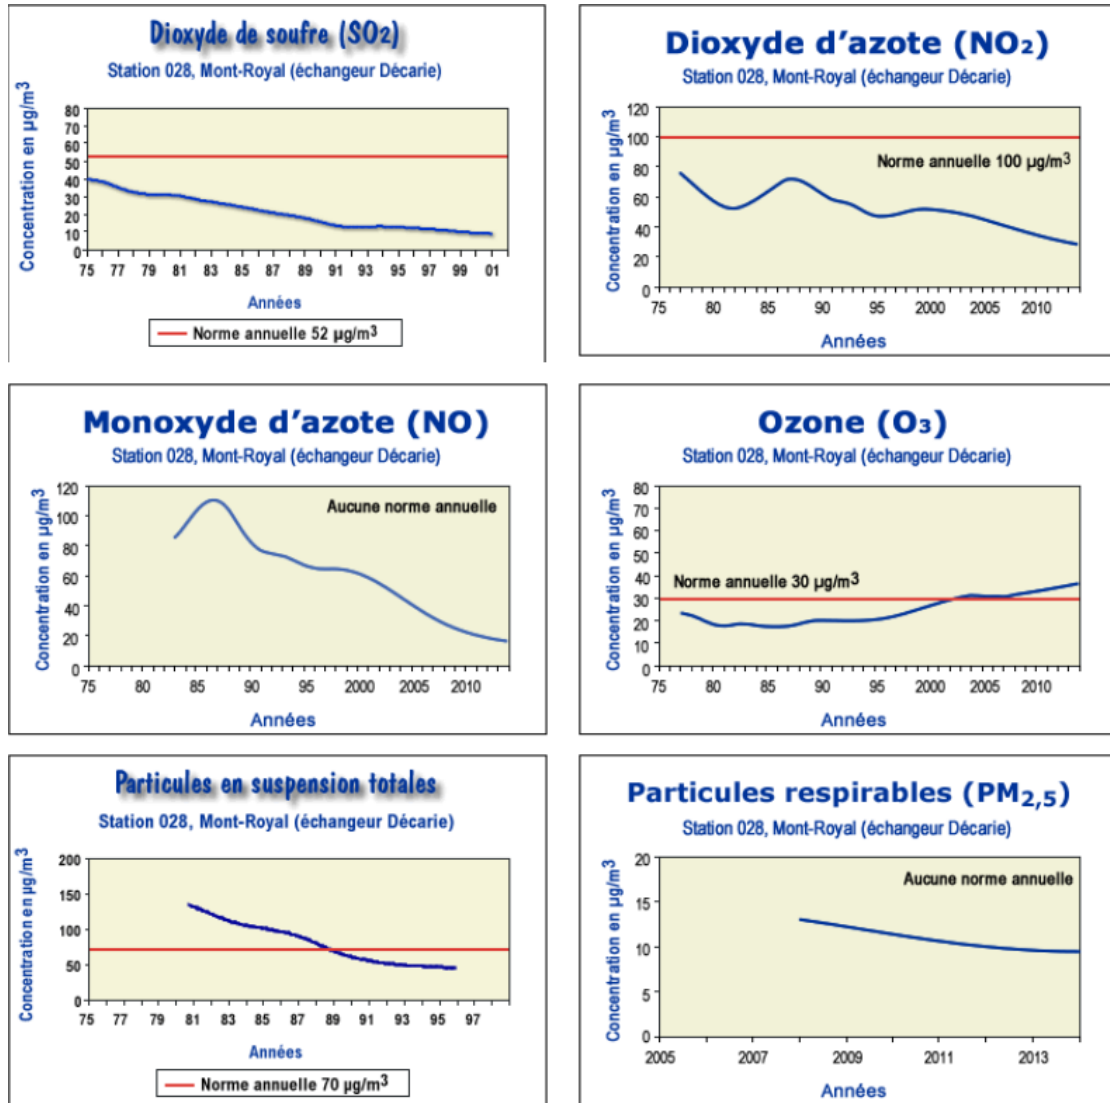 Dioxyde de soufre (SO2)
Station 028, Mont-Royal (échangeur Décarie)
Concentration en µg/m3
80
70
60
50
40
30
20
10
0
75 77 79 81 83 85 87 89 91 93 95 97 99 01
Années
Norme annuelle 52 µg/m3
Dioxyde d'azote (NO2)
Station 028, Mont-Royal (échangeur Décarie)
Concentration en µg/m3
120
100
80
60
40
20
0
Norme annuelle 100 µg/m3
75 80 85 90 95 2000 2005 2010
Années
Monoxyde d'azote (NO)
Station 028, Mont-Royal (échangeur Décarie)
Concentration en µg/m3
120
100
80
60
40
20
0
Aucune norme annuelle
75 80 85 90 95 2000 2005 2010
Années
Ozone (O3)
Station 028, Mont-Royal (échangeur Décarie)
Concentration en µg/m3
80
70
60
50
40
30
20
10
0
Norme annuelle 30 µg/m3
75 80 85 90 95 2000 2005 2010
Années
Particules en suspension totales
Station 028, Mont-Royal (échangeur Décarie)
Concentration en µg/m3
200
150
100
50
0
75 77 79 81 83 85 87 89 91 93 95 97
Années
Norme annuelle 70 µg/m3
Particules respirables (PM2,5)
Station 028, Mont-Royal (échangeur Décarie)
Concentration en µg/m3
20
15
10
5
0
Aucune norme annuelle
2005 2007 2009 2011 2013
Années